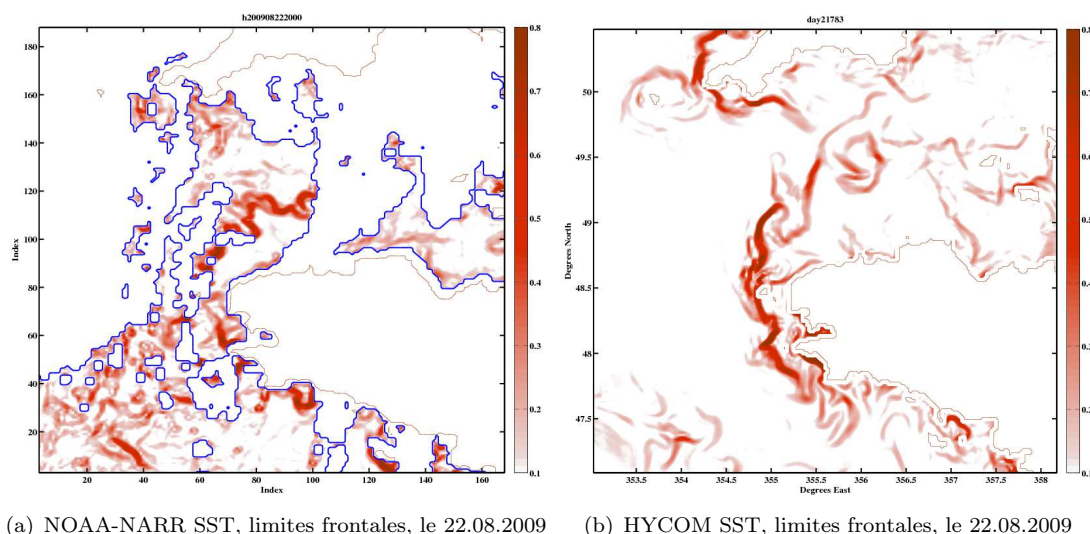 h200908222000
day21783
180
160
140
120
100
80
60
40
20
Index
20 40 60 80 100 120 140 160
Index
0.8
0.7
0.6
0.5
0.4
0.3
0.2
0.1
50
49.5
49
48.5
48
47.5
Degrees North
353.5 354 354.5 355 355.5 356 356.5 357 357.5 358
Degrees East
(a) NOAA-NARR SST, limites frontales, le 22.08.2009
(b) HYCOM SST, limites frontales, le 22.08.2009